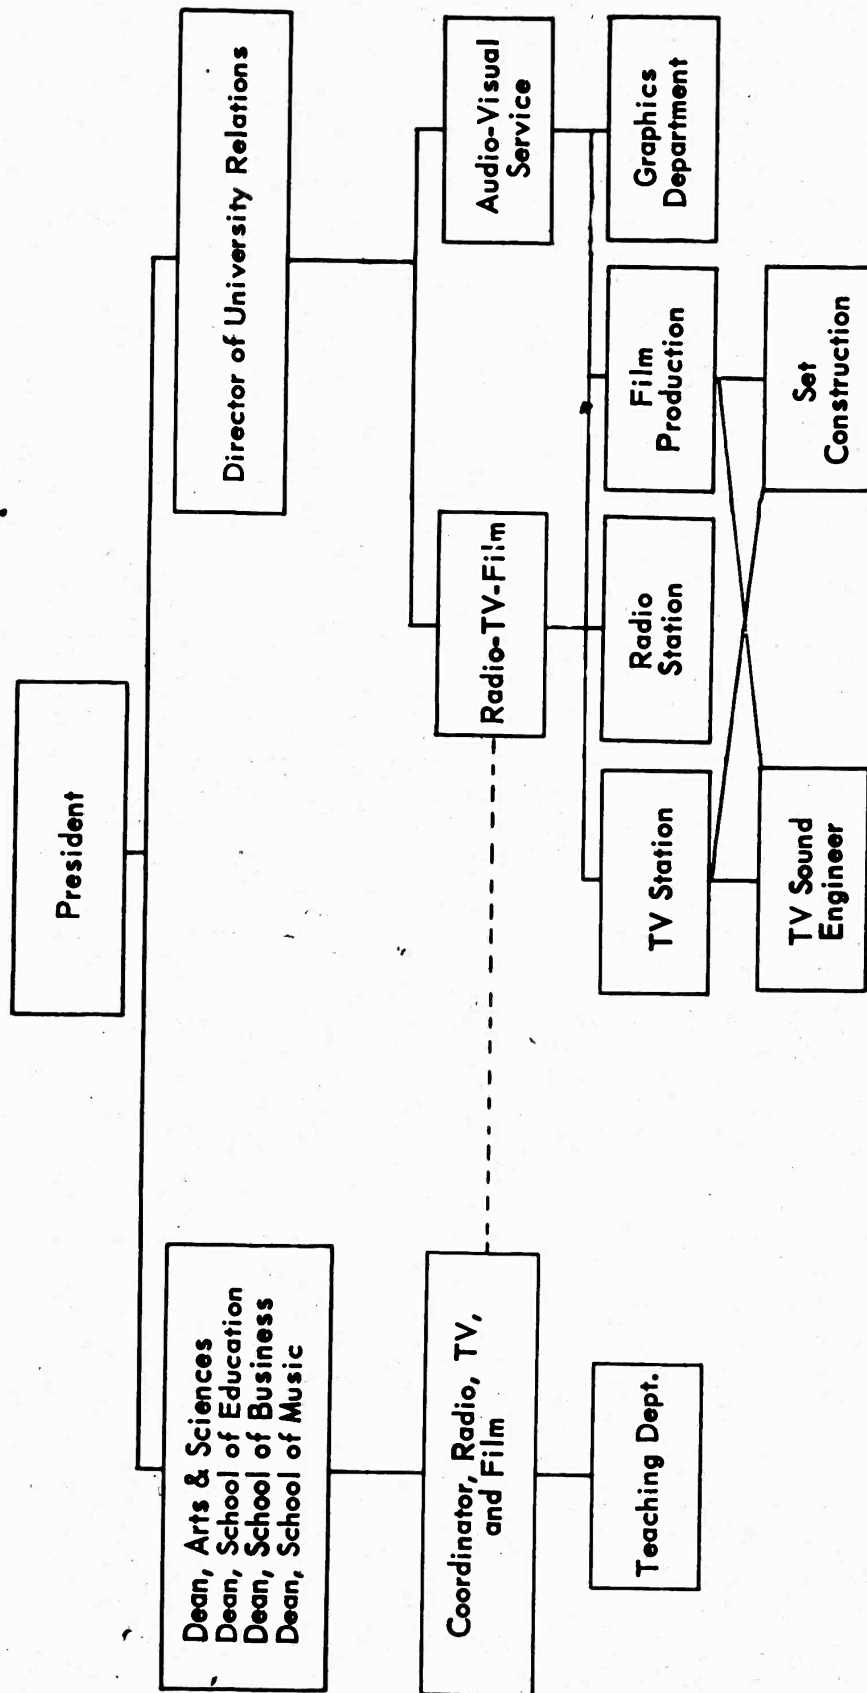 President
Dean, Arts & Sciences
Dean, School of Education
Dean, School of Business
Dean, School of Music
Director of University Relations
Coordinator, Radio, TV,
and Film
Radio-TV-Film
Audio-Visual
Service
Teaching Dept.
TV Station
Radio
Station
Film
Production
Graphics
Department
TV Sound
Engineer
Set
Construction